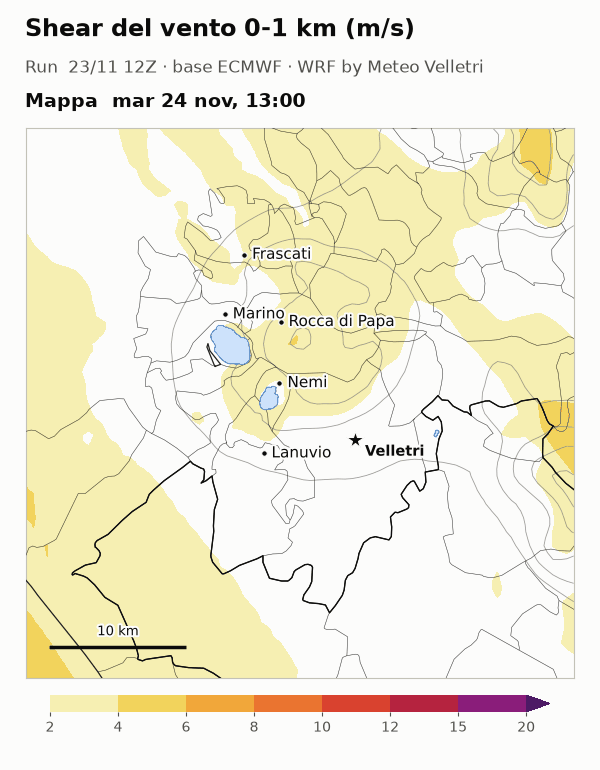 Shear del vento 0-1 km (m/s)
Run 23/11 12Z · base ECMWF · WRF by Meteo Velletri
Mappa mar 24 nov, 13:00
Frascati
Marino
Rocca di Papa
Nemi
Velletri
Lanuvio
10 km
2 4 6 8 10 12 15 20